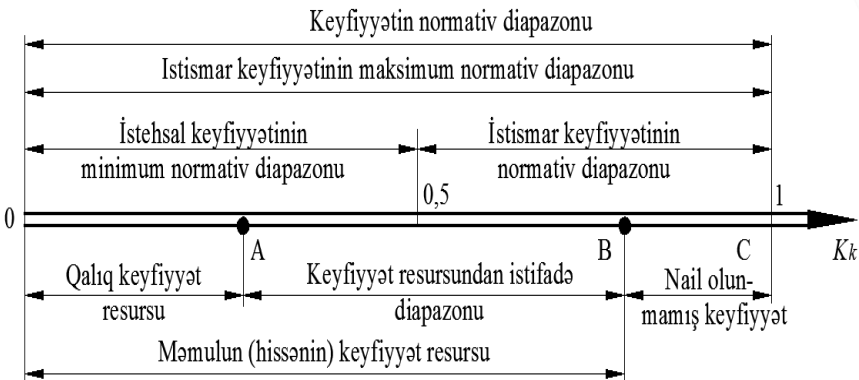 Keyfiyyətin normativ diapazonu
Istismar keyfiyyətinin maksimum normativ diapazonu
İstehsal keyfiyyətinin
minimum normativ diapazonu
İstismar keyfiyyətinin
normativ diapazonu
0
0,5
1
A
B
C
Kk
Qalıq keyfiyyət
resursu
Keyfiyyət resursundan istifadə
diapazonu
Nail olun-
mamış keyfiyyət
Məmulun (hissənin) keyfiyyət resursu